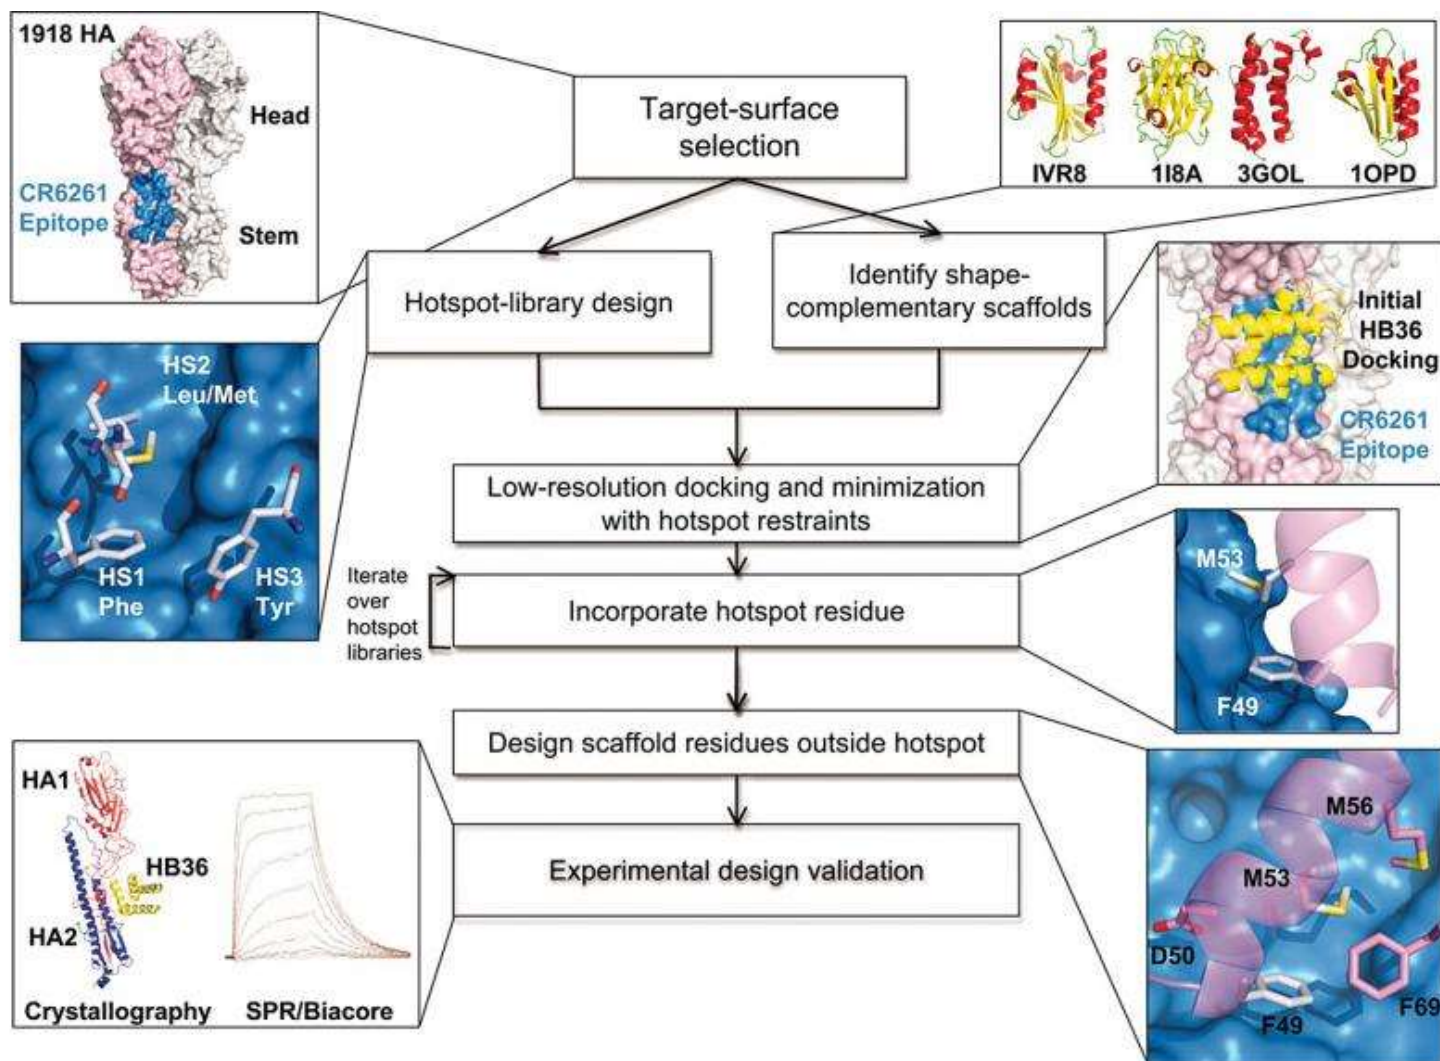 1918 HA
Head
CR6261
Epitope
Stem
Target-surface
selection
IVR8
1I8A
3GOL
1OPD
Hotspot-library design
Identify shape-
complementary scaffolds
HS2
Leu/Met
HS1
Phe
HS3
Tyr
Initial
HB36
Docking
CR6261
Epitope
Low-resolution docking and minimization
with hotspot restraints
Iterate
over
hotspot
libraries
Incorporate hotspot residue
M53
F49
Design scaffold residues outside hotspot
HA1
HB36
HA2
Crystallography
SPR/Biacore
Experimental design validation
M56
M53
D50
F49
F69